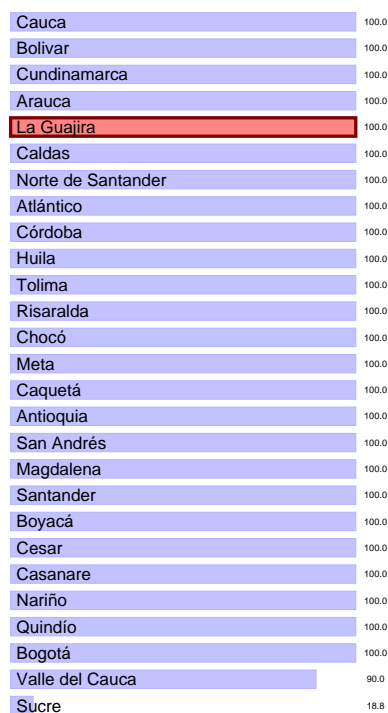 Cauca 100.0
Bolivar 100.0
Cundinamarca 100.0
Arauca 100.0
La Guajira 100.0
Caldas 100.0
Norte de Santander 100.0
Atlántico 100.0
Córdoba 100.0
Huila 100.0
Tolima 100.0
Risaralda 100.0
Chocó 100.0
Meta 100.0
Caquetá 100.0
Antioquia 100.0
San Andrés 100.0
Magdalena 100.0
Santander 100.0
Boyacá 100.0
Cesar 100.0
Casanare 100.0
Nariño 100.0
Quindío 100.0
Bogotá 100.0
Valle del Cauca 90.0
Sucre 18.8